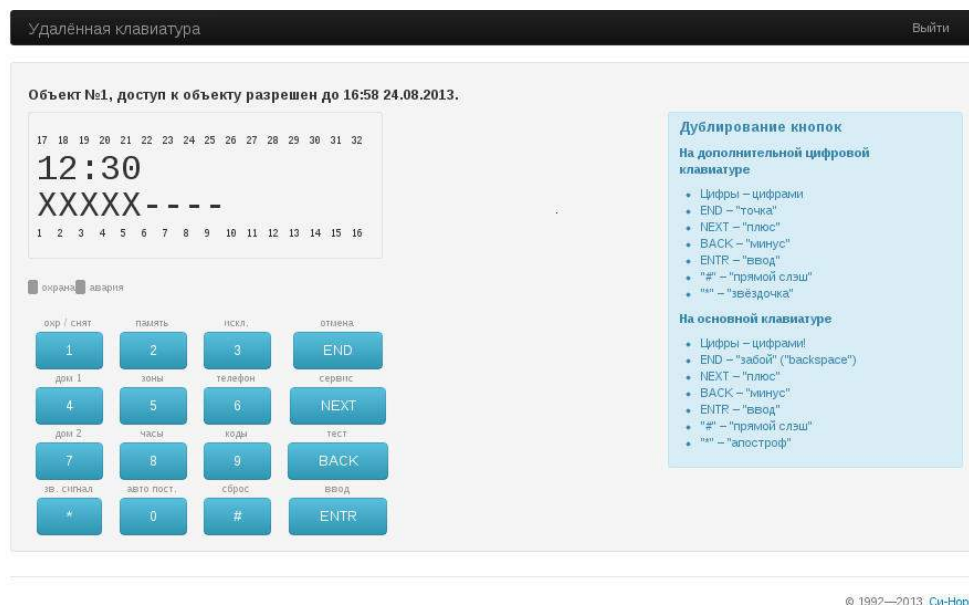 Удалённая клавиатура
Выйти
Объект №1, доступ к объекту разрешен до 16:58 24.08.2013.
17 18 19 20 21 22 23 24 25 26 27 28 29 30 31 32
12:30
XXXXX----
1 2 3 4 5 6 7 8 9 10 11 12 13 14 15 16
охрана авария
охр / снят память искл. отмена
1 2 3 END
дом 1 зоны телефон сервис
4 5 6 NEXT
дом 2 часы коды тест
7 8 9 BACK
зв. сигнал авто пост. сброс ввод
* 0 # ENTR
Дублирование кнопок
На дополнительной цифровой
клавиатуре
Цифры – цифрами
END – "точка"
NEXT – "плюс"
BACK – "минус"
ENTR – "ввод"
"#" – "прямой слэш"
"*" – "звёздочка"
На основной клавиатуре
Цифры – цифрами!
END – "забой" ("backspace")
NEXT – "плюс"
BACK – "минус"
ENTR – "ввод"
"#" – "прямой слэш"
"*" – "апостроф"
© 1992—2013, Си-Нор